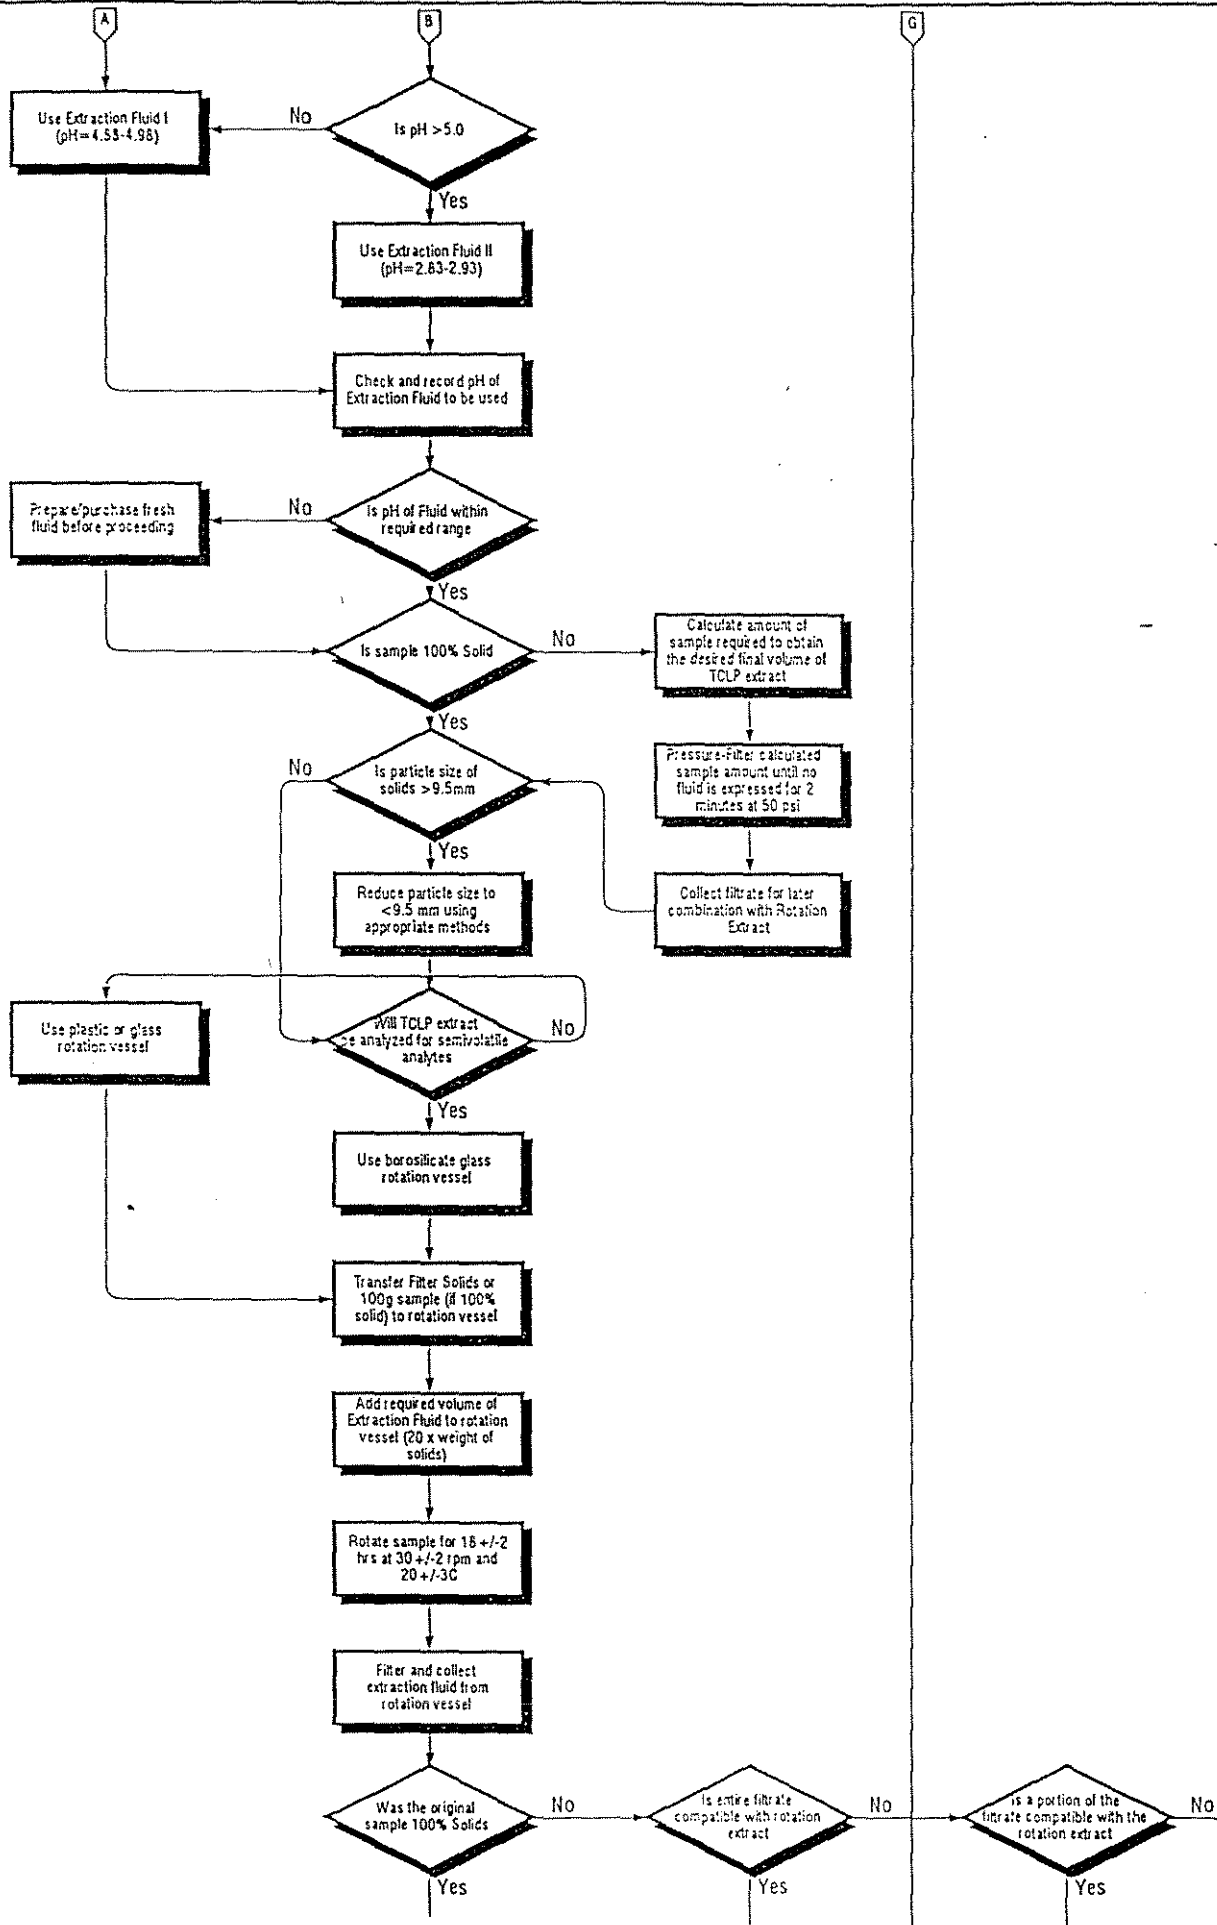 A
B
G
Use Extraction Fluid I
(pH=4.58-4.98)
No
Is pH >5.0
Yes
Use Extraction Fluid II
(pH=2.83-2.93)
Check and record pH of
Extraction Fluid to be used
Prepare/purchase fresh
fluid before proceeding
No
Is pH of Fluid within
required range
Yes
Is sample 100% Solid
No
Calculate amount of
sample required to obtain
the desired final volume of
TCLP extract
Yes
No
Is particle size of
solids >9.5mm
Pressure-Filter calculated
sample amount until no
fluid is expressed for 2
minutes at 50 psi
Yes
Reduce particle size to
<9.5 mm using
appropriate methods
Collect filtrate for later
combination with Rotation
Extract
Use plastic or glass
rotation vessel
Will TCLP extract
be analyzed for semivolatile
analytes
No
Yes
Use borosilicate glass
rotation vessel
Transfer Filter Solids or
100g sample (if 100%
solid) to rotation vessel
Add required volume of
Extraction Fluid to rotation
vessel (20 x weight of
solids)
Rotate sample for 18 +/-2
hrs at 30 +/-2 rpm and
20 +/-3C
Filter and collect
extraction fluid from
rotation vessel
Was the original
sample 100% Solids
No
Is entire filtrate
compatible with rotation
extract
No
is a portion of the
filtrate compatible with the
rotation extract
No
Yes
Yes
Yes